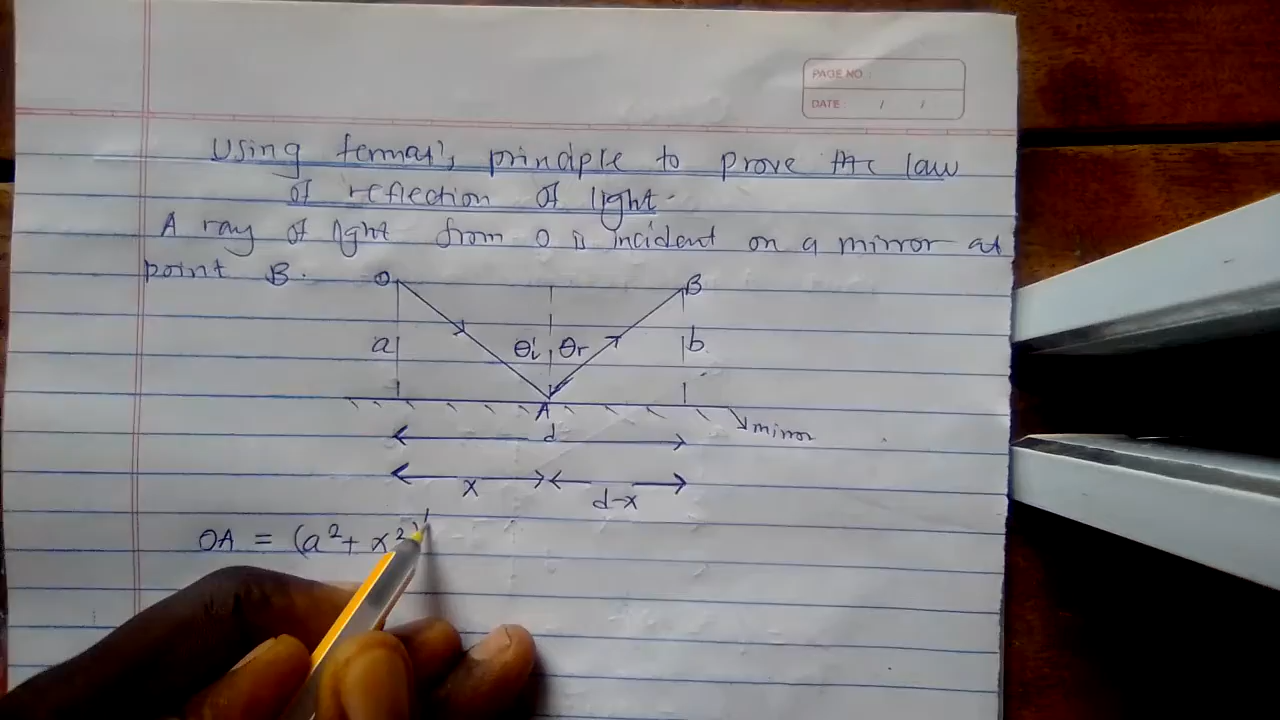 PAGE NO. :
DATE : / /
Using fermat's principle to prove the law
of reflection of light.
A ray of light from O is incident on a mirror at
point B.
O B
a θi θr b
A
mirror
d
x d-x
OA = (a² + x²)